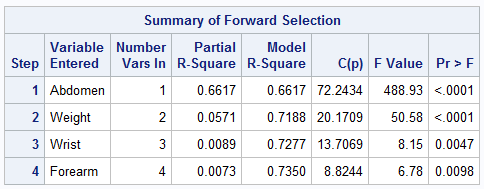 Summary of Forward Selection
Variable Number Partial Model
Step Entered Vars In R-Square R-Square C(p) F Value Pr > F
1 Abdomen 1 0.6617 0.6617 72.2434 488.93 <.0001
2 Weight 2 0.0571 0.7188 20.1709 50.58 <.0001
3 Wrist 3 0.0089 0.7277 13.7069 8.15 0.0047
4 Forearm 4 0.0073 0.7350 8.8244 6.78 0.0098